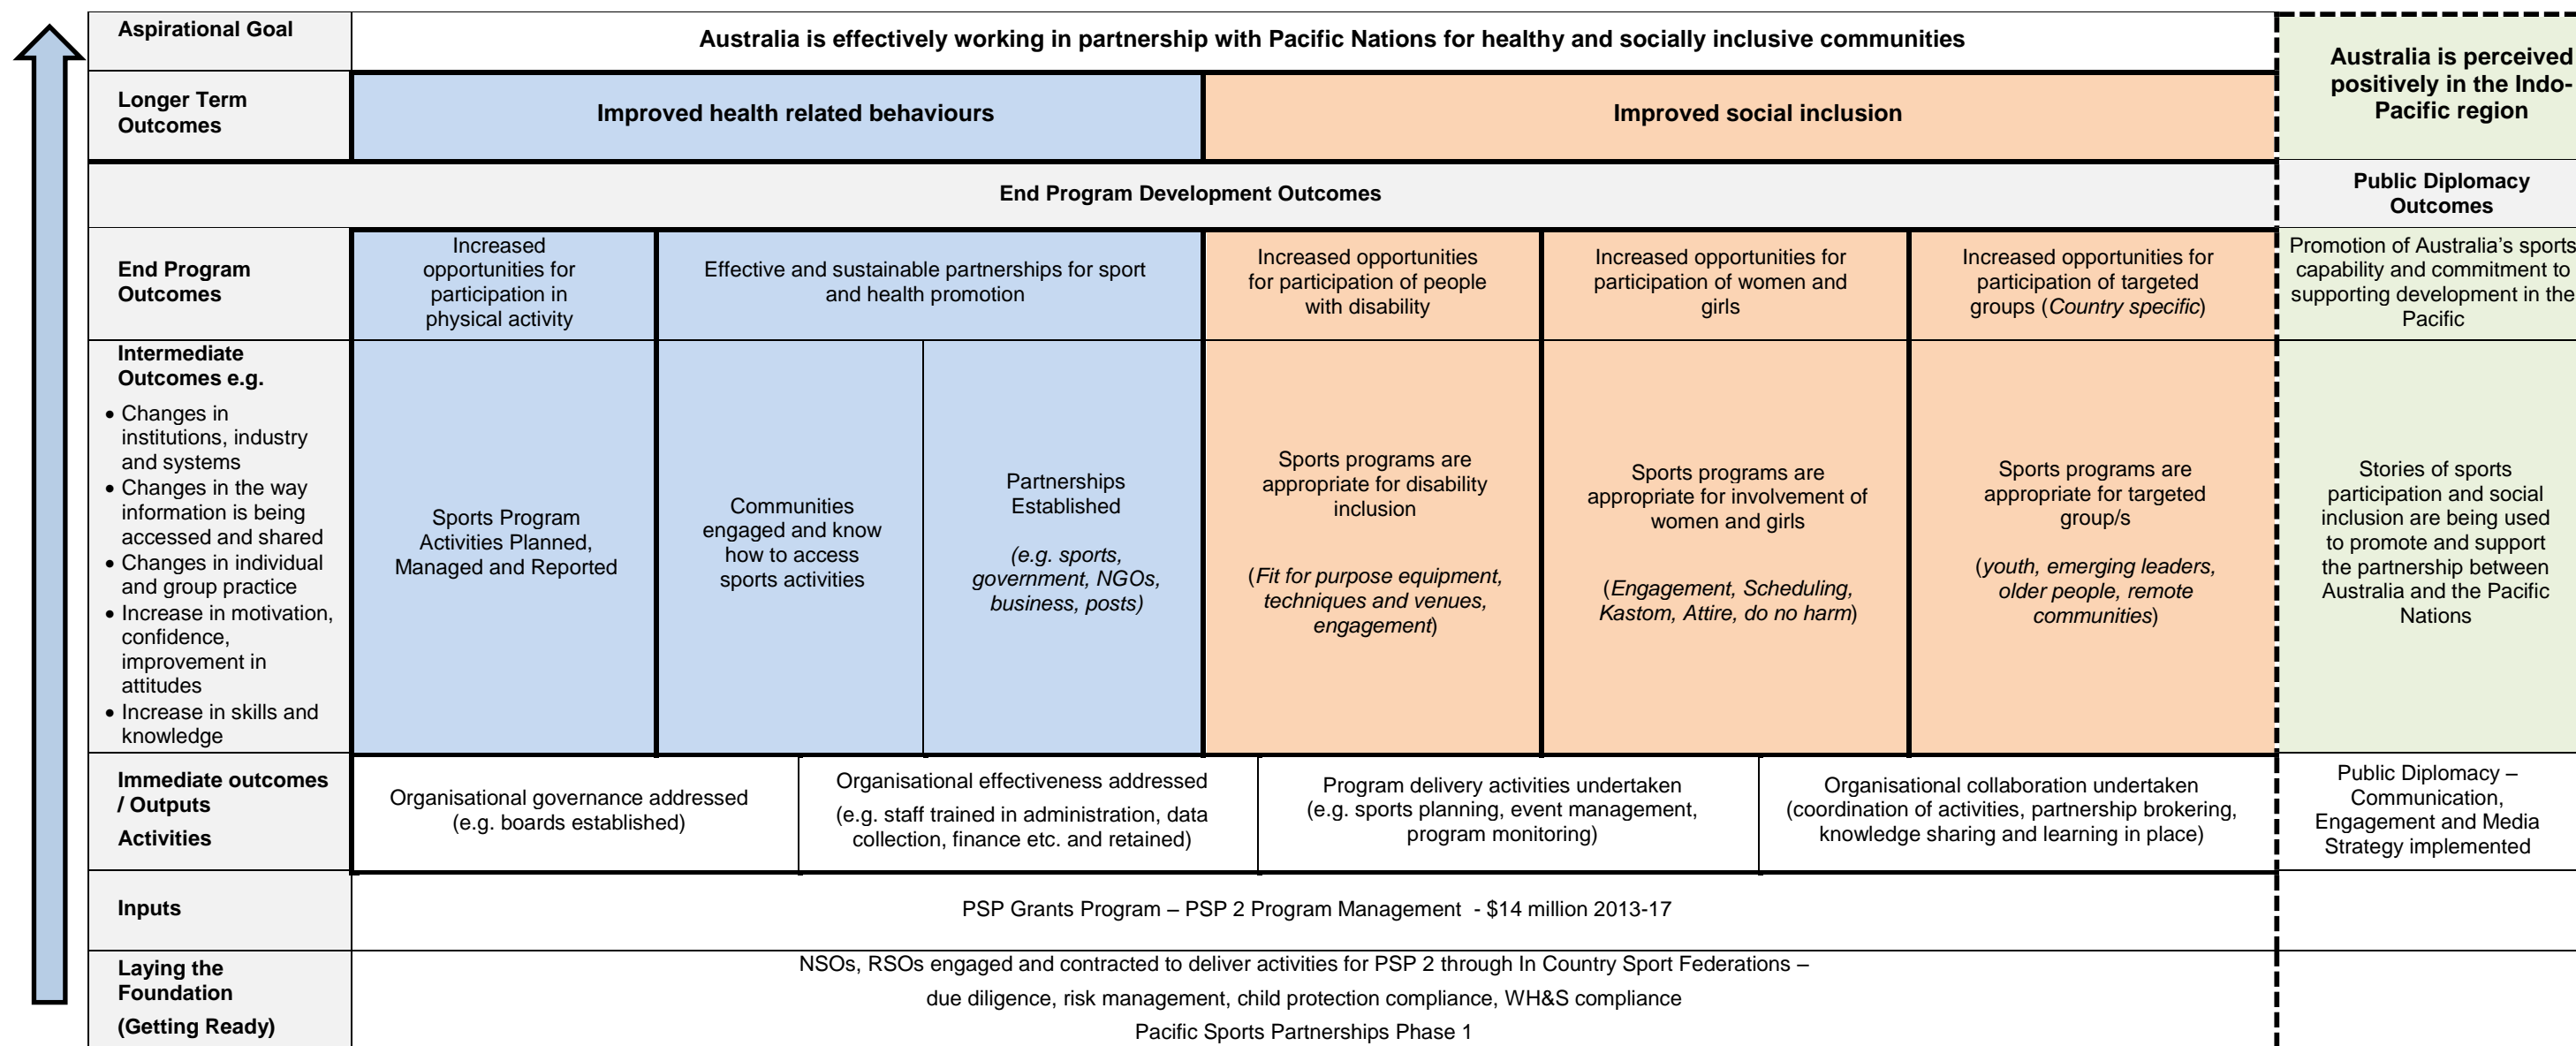 Aspirational Goal
Australia is effectively working in partnership with Pacific Nations for healthy and socially inclusive communities
Australia is perceived
positively in the Indo-
Pacific region
Longer Term
Outcomes
Improved health related behaviours
Improved social inclusion
End Program Development Outcomes
Public Diplomacy
Outcomes
End Program
Outcomes
Increased
opportunities for
participation in
physical activity
Effective and sustainable partnerships for sport
and health promotion
Increased opportunities
for participation of people
with disability
Increased opportunities for
participation of women and
girls
Increased opportunities for
participation of targeted
groups (Country specific)
Promotion of Australia’s sports
capability and commitment to
supporting development in the
Pacific
Intermediate
Outcomes e.g.
• Changes in
institutions, industry
and systems
• Changes in the way
information is being
accessed and shared
• Changes in individual
and group practice
• Increase in motivation,
confidence,
improvement in
attitudes
• Increase in skills and
knowledge
Sports Program
Activities Planned,
Managed and Reported
Communities
engaged and know
how to access
sports activities
Partnerships
Established
(e.g. sports,
government, NGOs,
business, posts)
Sports programs are
appropriate for disability
inclusion
(Fit for purpose equipment,
techniques and venues,
engagement)
Sports programs are
appropriate for involvement of
women and girls
(Engagement, Scheduling,
Kastom, Attire, do no harm)
Sports programs are
appropriate for targeted
group/s
(youth, emerging leaders,
older people, remote
communities)
Stories of sports
participation and social
inclusion are being used
to promote and support
the partnership between
Australia and the Pacific
Nations
Immediate outcomes
/ Outputs
Activities
Organisational governance addressed
(e.g. boards established)
Organisational effectiveness addressed
(e.g. staff trained in administration, data
collection, finance etc. and retained)
Program delivery activities undertaken
(e.g. sports planning, event management,
program monitoring)
Organisational collaboration undertaken
(coordination of activities, partnership brokering,
knowledge sharing and learning in place)
Public Diplomacy –
Communication,
Engagement and Media
Strategy implemented
Inputs
PSP Grants Program – PSP 2 Program Management - $14 million 2013-17
Laying the
Foundation
(Getting Ready)
NSOs, RSOs engaged and contracted to deliver activities for PSP 2 through In Country Sport Federations –
due diligence, risk management, child protection compliance, WH&S compliance
Pacific Sports Partnerships Phase 1